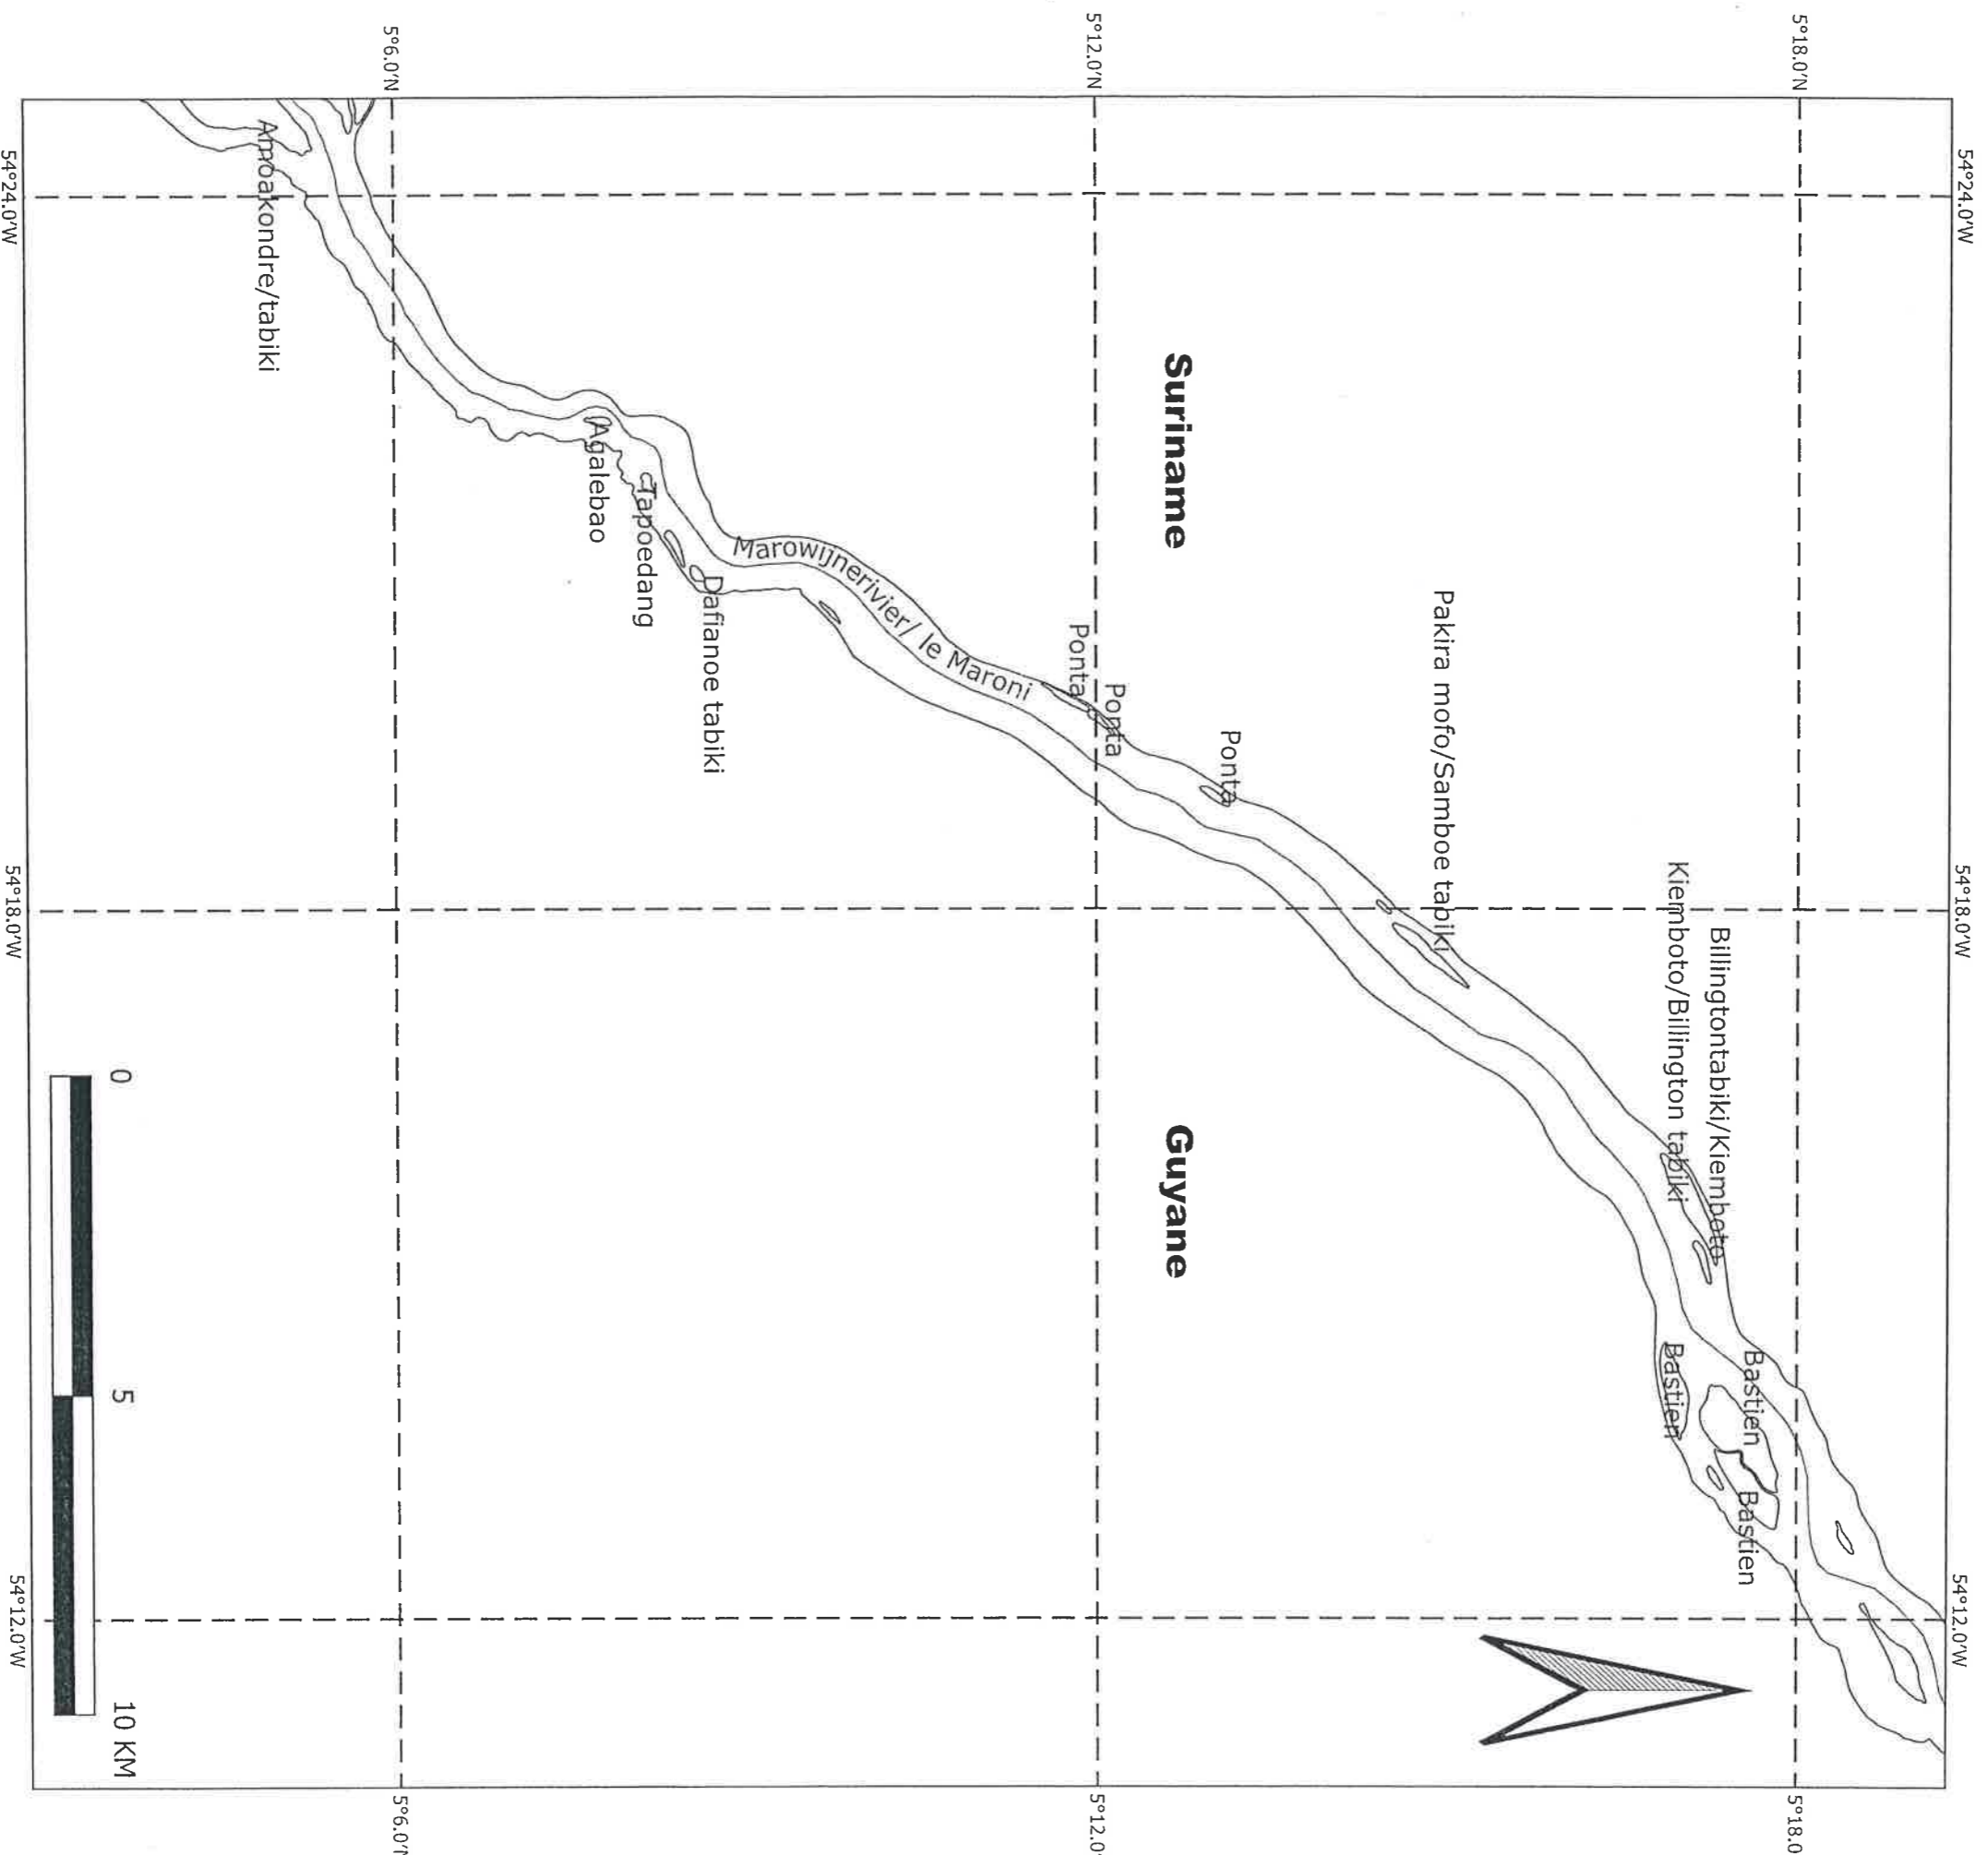 54°24.0'W
54°18.0'W
54°12.0'W
5°18.0'N
5°18.0
Bastien
Bastien
Billingtontabiki/Kiemboto
Kiemboto/Billington tabiki
Bastien
Pakira mofo/Samboe tabiki
Ponta
Suriname
Guyane
Ponta
5°12.0'N
5°12.0
Ponta
Marowijnerivier/ le Maroni
Dafianoe tabiki
Tapoedang
Agalebao
5°6.0'N
5°6.0'
Amoakondre/tabiki
0
5
10 KM
54°24.0'W
54°18.0'W
54°12.0'W